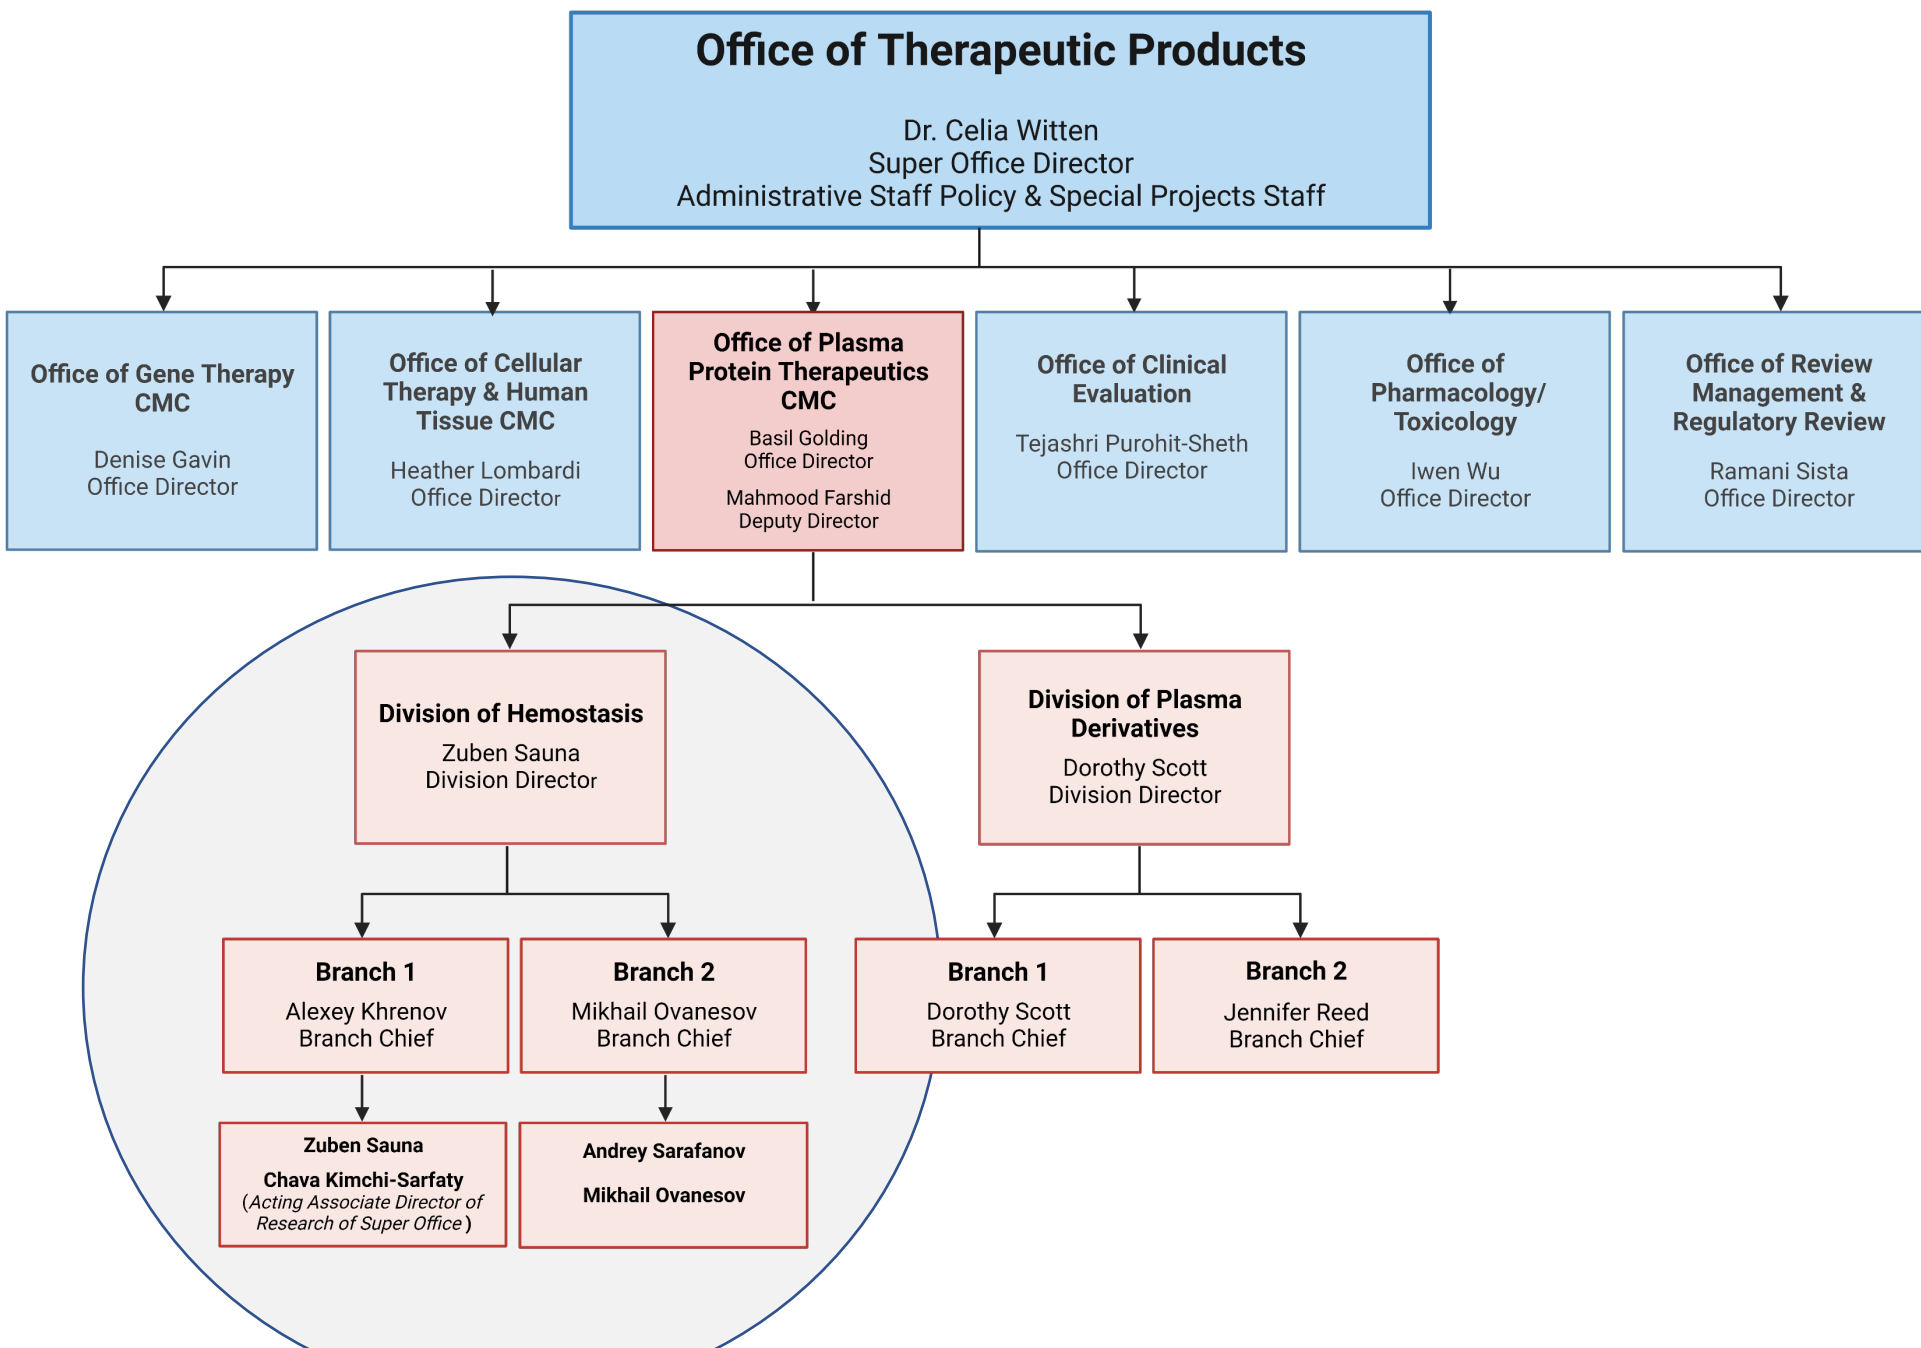 Office of Therapeutic Products
Dr. Celia Witten
Super Office Director
Administrative Staff Policy & Special Projects Staff
Office of Gene Therapy
CMC
Denise Gavin
Office Director
Office of Cellular
Therapy & Human
Tissue CMC
Heather Lombardi
Office Director
Office of Plasma
Protein Therapeutics
CMC
Basil Golding
Office Director
Mahmood Farshid
Deputy Director
Office of Clinical
Evaluation
Tejashri Purohit-Sheth
Office Director
Office of
Pharmacology/
Toxicology
Iwen Wu
Office Director
Office of Review
Management &
Regulatory Review
Ramani Sista
Office Director
Division of Hemostasis
Zuben Sauna
Division Director
Division of Plasma
Derivatives
Dorothy Scott
Division Director
Branch 1
Alexey Khrenov
Branch Chief
Branch 2
Mikhail Ovanesov
Branch Chief
Branch 1
Dorothy Scott
Branch Chief
Branch 2
Jennifer Reed
Branch Chief
Zuben Sauna
Chava Kimchi-Sarfaty
(Acting Associate Director of
Research of Super Office )
Andrey Sarafanov
Mikhail Ovanesov